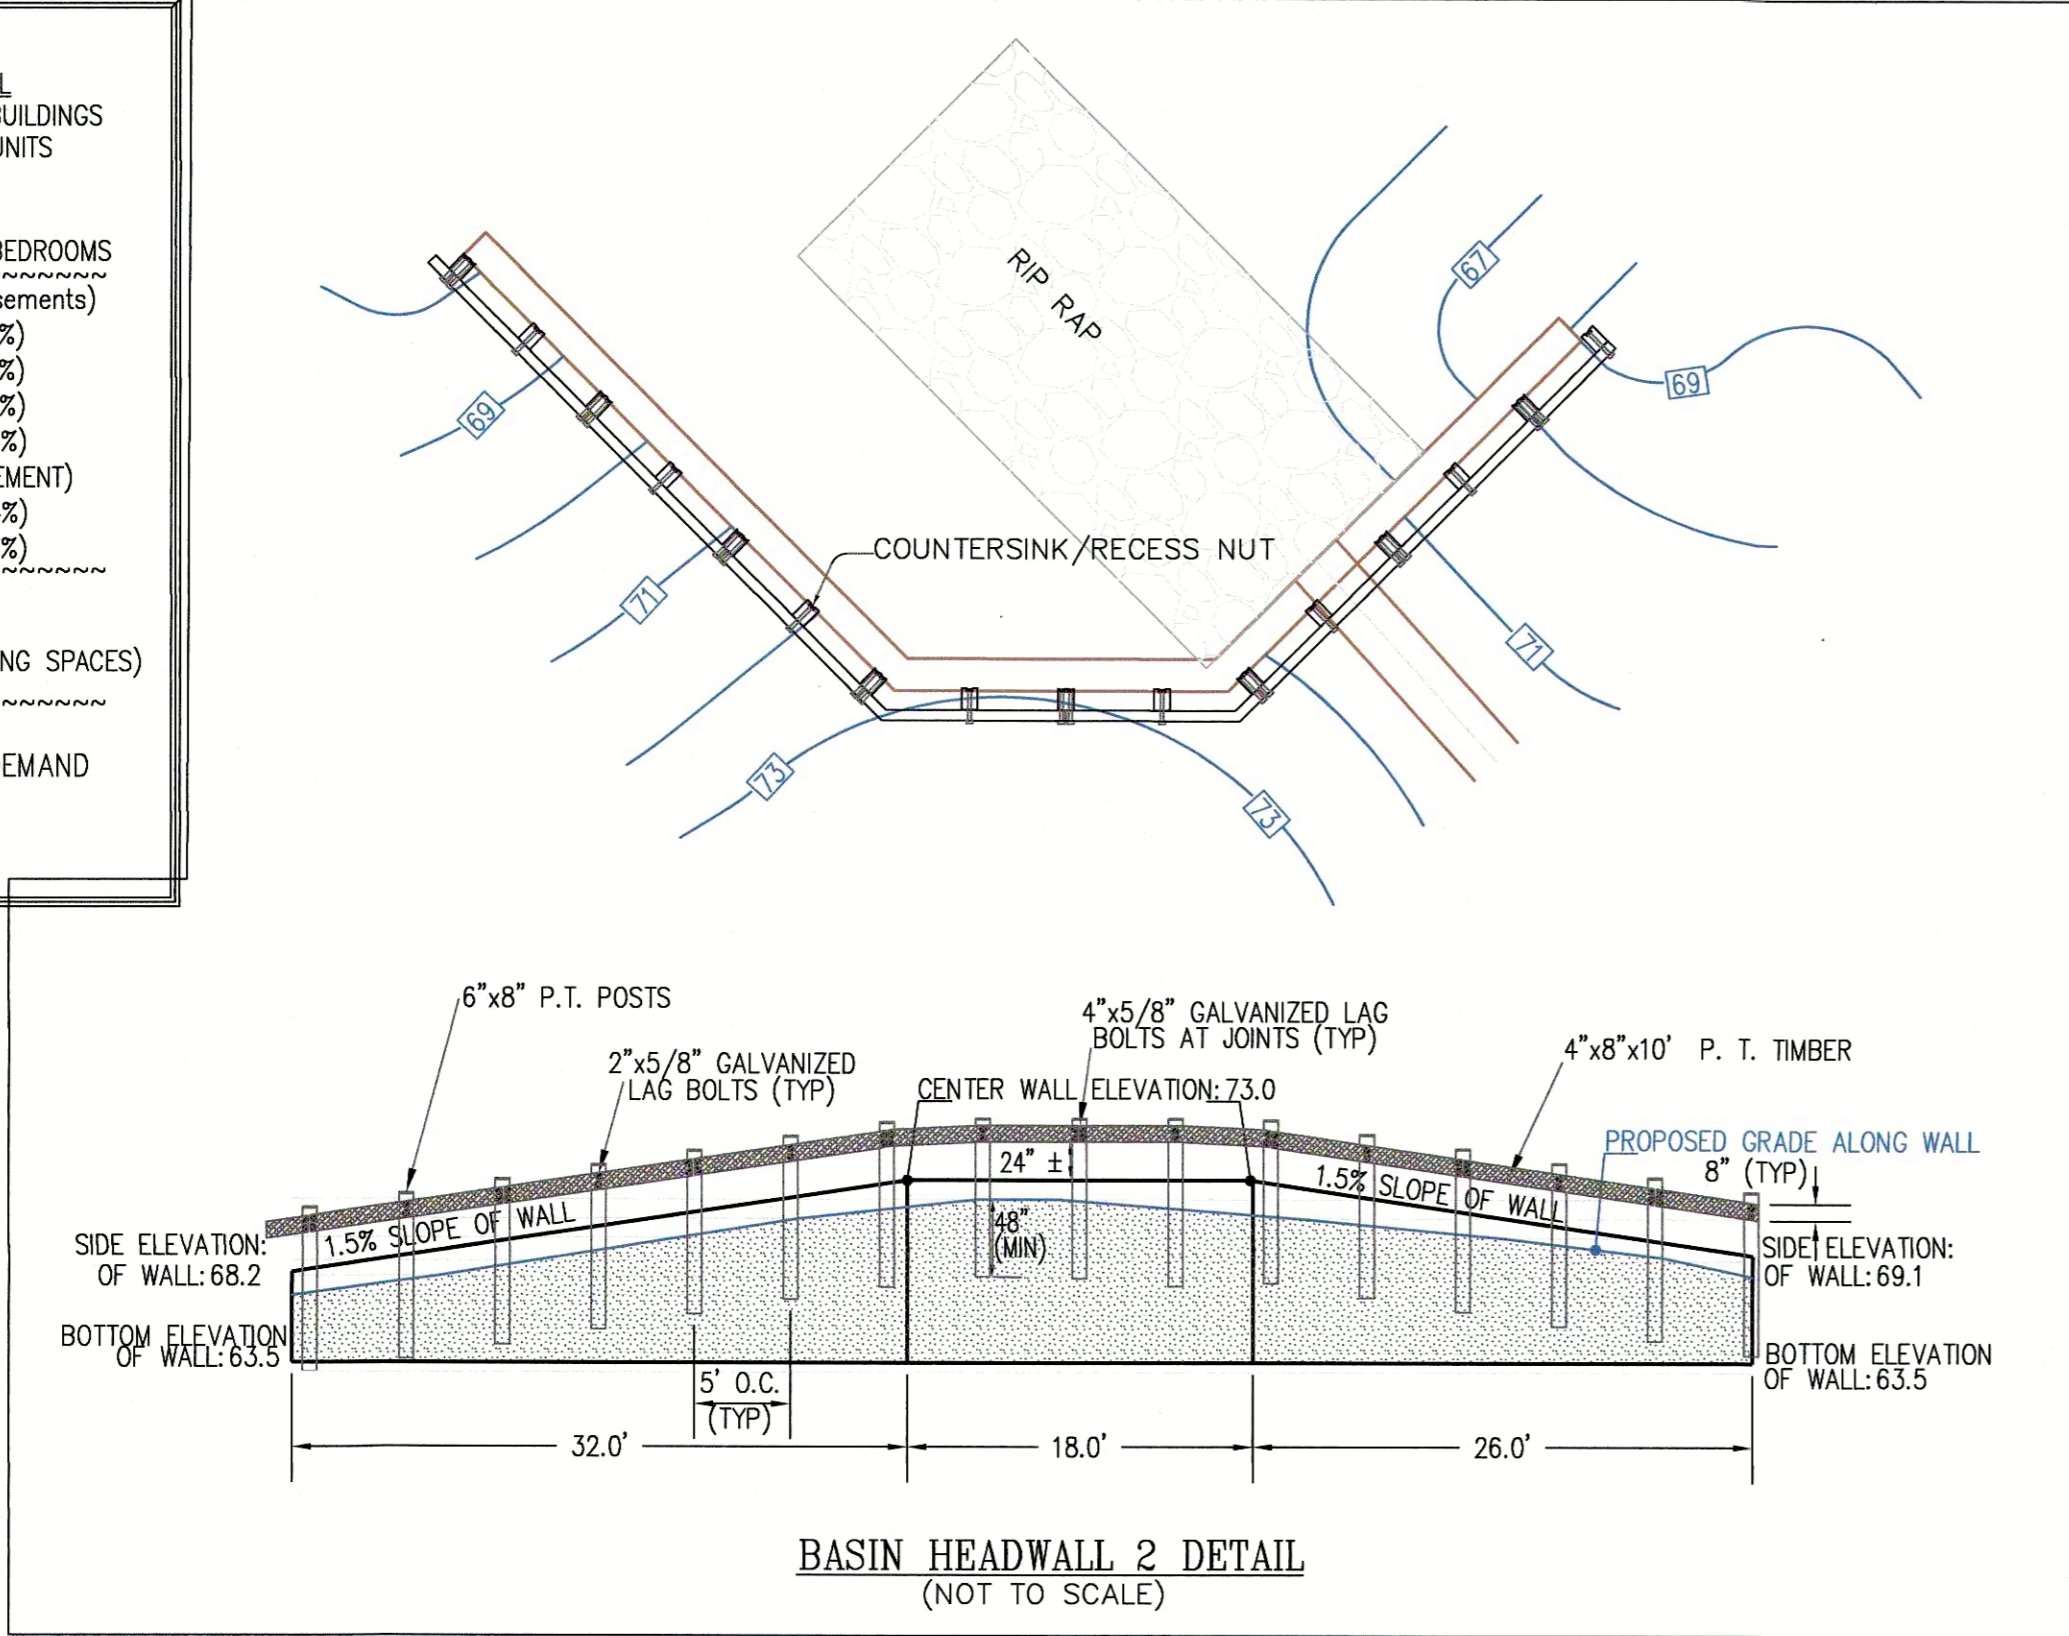 L
BUILDINGS
UNITS
BEDROOMS
~~~~~~
sements)
%)
%)
%)
%)
EMENT)
%)
%)
~~~~~~
NG SPACES)
~~~~~~
EMAND
RIP RAP
67
69
69
COUNTERSINK/RECESS NUT
71
71
73
73
6"x8" P.T. POSTS
2"x5/8" GALVANIZED
LAG BOLTS (TYP)
4"x5/8" GALVANIZED LAG
BOLTS AT JOINTS (TYP)
4"x8"x10' P. T. TIMBER
CENTER WALL ELEVATION: 73.0
PROPOSED GRADE ALONG WALL
8" (TYP)
24" ±
1.5% SLOPE OF WALL
1.5% SLOPE OF WALL
48"
(MIN)
SIDE ELEVATION:
OF WALL: 68.2
SIDE ELEVATION:
OF WALL: 69.1
BOTTOM ELEVATION
OF WALL: 63.5
BOTTOM ELEVATION
OF WALL: 63.5
5' O.C.
(TYP)
32.0'
18.0'
26.0'
BASIN HEADWALL 2 DETAIL
(NOT TO SCALE)